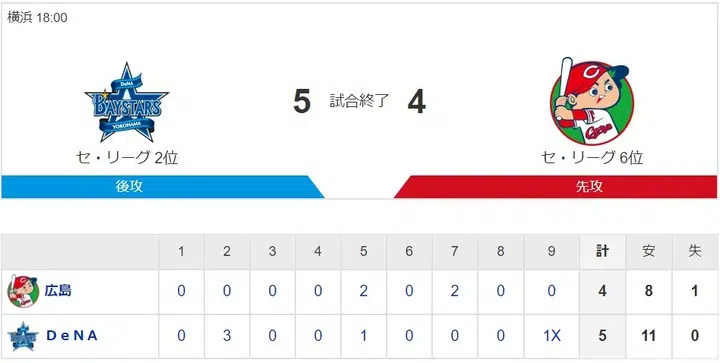 横浜 18:00
DeNA
BAYSTARS
YOKOHAMA
5 試合終了 4
C
Carp
セ・リーグ 2位 セ・リーグ 6位
後攻 先攻
1 2 3 4 5 6 7 8 9 計 安 失
広島 0 0 0 0 2 0 2 0 0 4 8 1
ＤｅＮＡ 0 3 0 0 1 0 0 0 1X 5 11 0